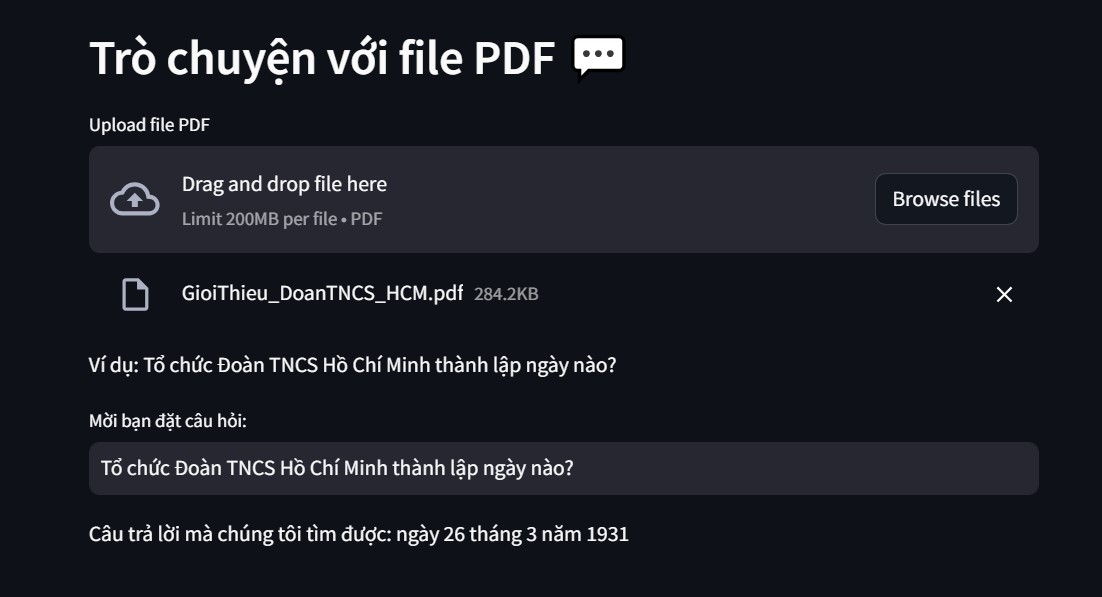 Trò chuyện với file PDF 💬
Upload file PDF
Drag and drop file here
Limit 200MB per file • PDF
Browse files
GioiThieu_DoanTNCS_HCM.pdf 284.2KB
Ví dụ: Tổ chức Đoàn TNCS Hồ Chí Minh thành lập ngày nào?
Mời bạn đặt câu hỏi:
Tổ chức Đoàn TNCS Hồ Chí Minh thành lập ngày nào?
Câu trả lời mà chúng tôi tìm được: ngày 26 tháng 3 năm 1931